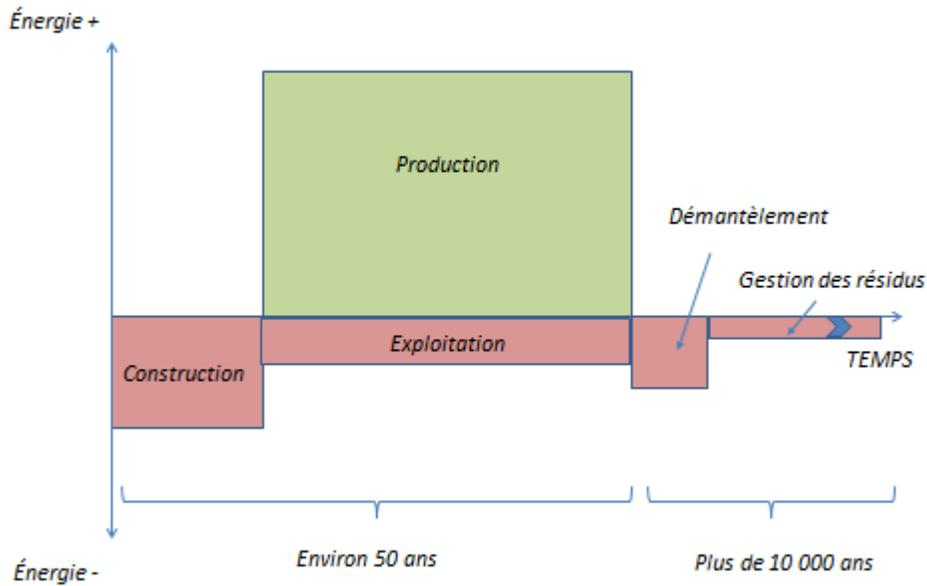 Énergie +
Production
Démantèlement
Gestion des résidus
Exploitation
TEMPS
Construction
Environ 50 ans
Plus de 10 000 ans
Énergie -